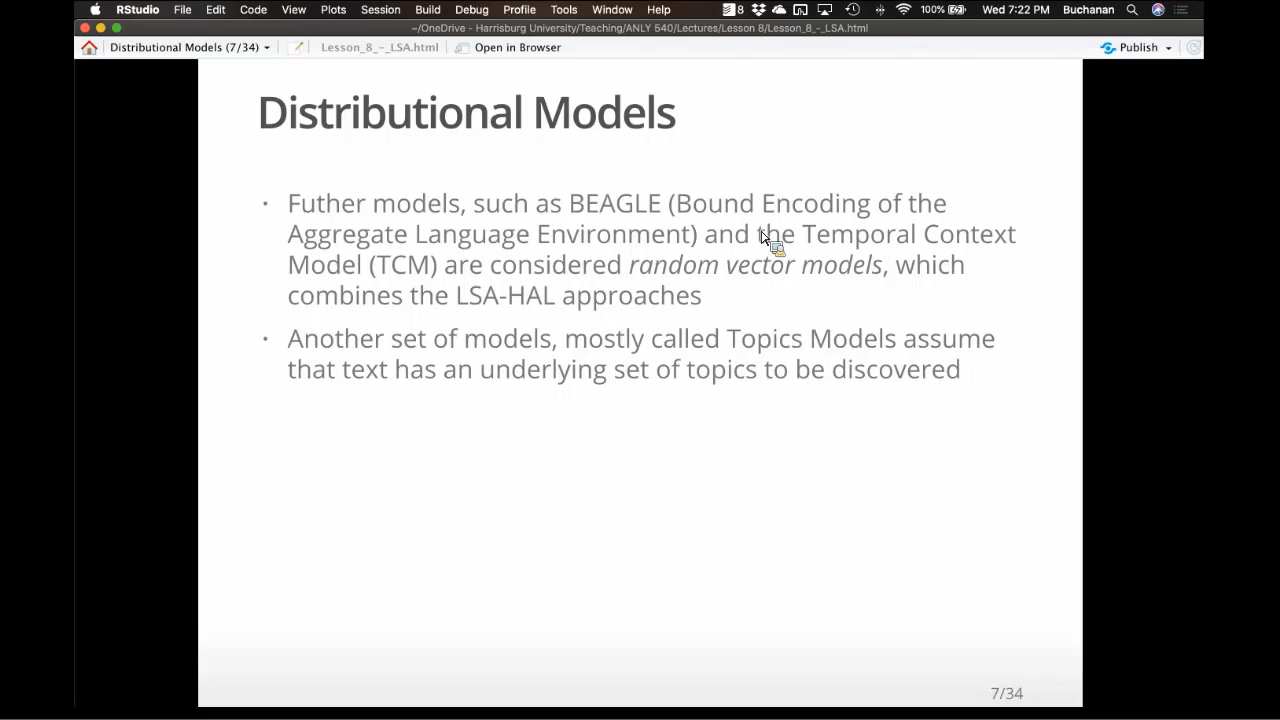 RStudio File Edit Code View Plots Session Build Debug Profile Tools Window Help 8 100% Wed 7:22 PM Buchanan
~/OneDrive - Harrisburg University/Teaching/ANLY 540/Lectures/Lesson 8/Lesson_8_-_LSA.html
Distributional Models (7/34) Lesson_8_-_LSA.html Open in Browser Publish
Distributional Models
· Futher models, such as BEAGLE (Bound Encoding of the
Aggregate Language Environment) and the Temporal Context
Model (TCM) are considered random vector models, which
combines the LSA-HAL approaches
· Another set of models, mostly called Topics Models assume
that text has an underlying set of topics to be discovered
7/34